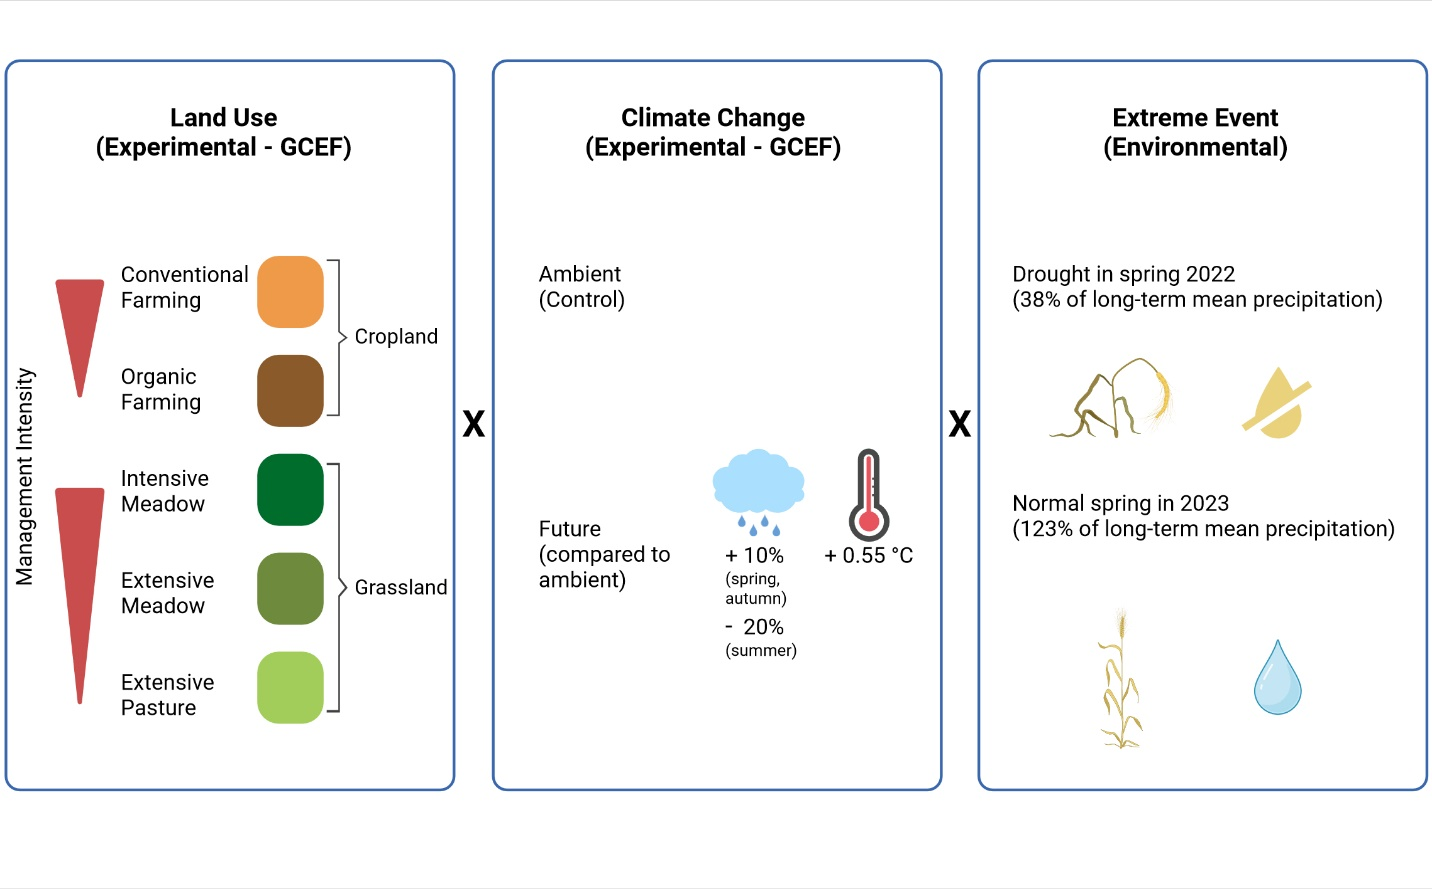 Land Use
(Experimental - GCEF)
Management Intensity
Conventional
Farming
Organic
Farming
Cropland
Intensive
Meadow
Extensive
Meadow
Extensive
Pasture
Grassland
X
Climate Change
(Experimental - GCEF)
Ambient
(Control)
Future
(compared to
ambient)
+ 10%
(spring,
autumn)
- 20%
(summer)
+ 0.55 °C
X
Extreme Event
(Environmental)
Drought in spring 2022
(38% of long-term mean precipitation)
Normal spring in 2023
(123% of long-term mean precipitation)